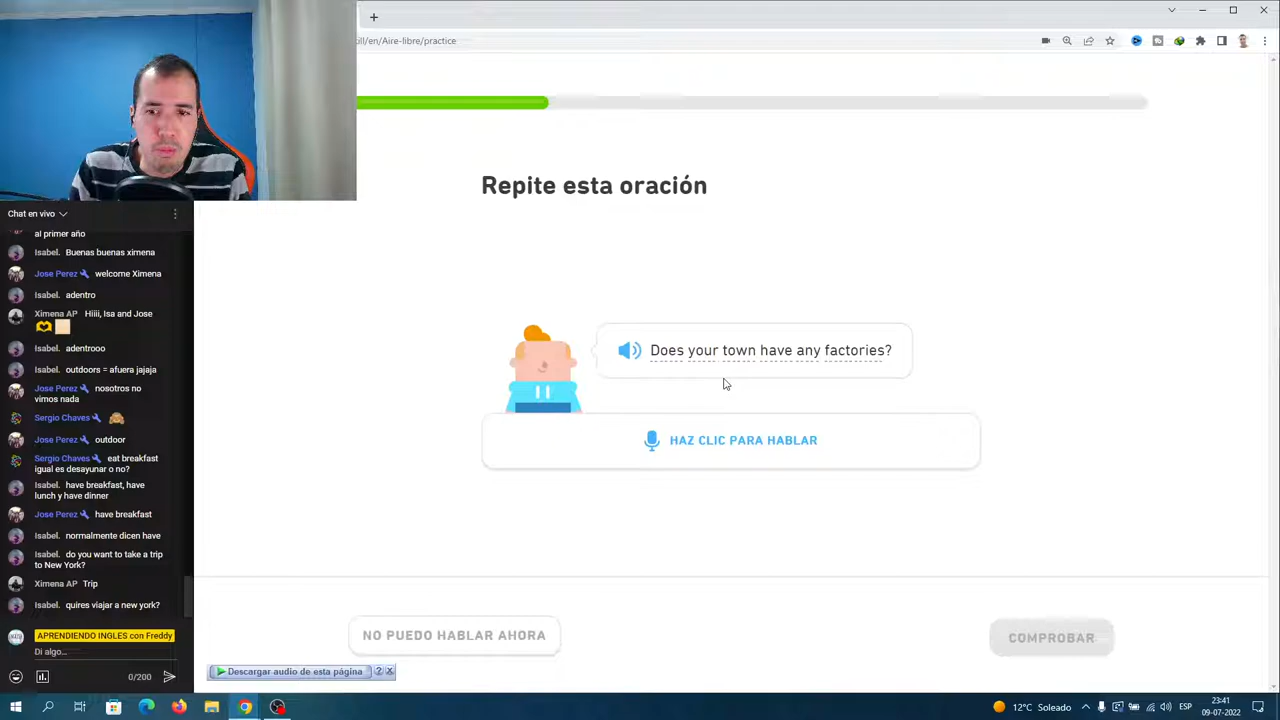 ill/en/Aire-libre/practice
Repite esta oración
Does your town have any factories?
HAZ CLIC PARA HABLAR
NO PUEDO HABLAR AHORA
COMPROBAR
Descargar audio de esta página
Chat en vivo
al primer año
Isabel. Buenas buenas ximena
Jose Perez welcome Ximena
Isabel. adentro
Ximena AP Hiiii, Isa and Jose
Isabel. adentrooo
Isabel. outdoors = afuera jajaja
Jose Perez nosotros no
vimos nada
Sergio Chaves
Jose Perez outdoor
Sergio Chaves eat breakfast
igual es desayunar o no?
Isabel. have breakfast, have
lunch y have dinner
Jose Perez have breakfast
Isabel. nornmalmente dicen have
Isabel. do you want to take a trip
to New York?
Ximena AP Trip
Isabel. quires viajar a new york?
APRENDIENDO INGLES con Freddy
Di algo...
0/200
12°C Soleado
ESP
23:41
09-07-2022